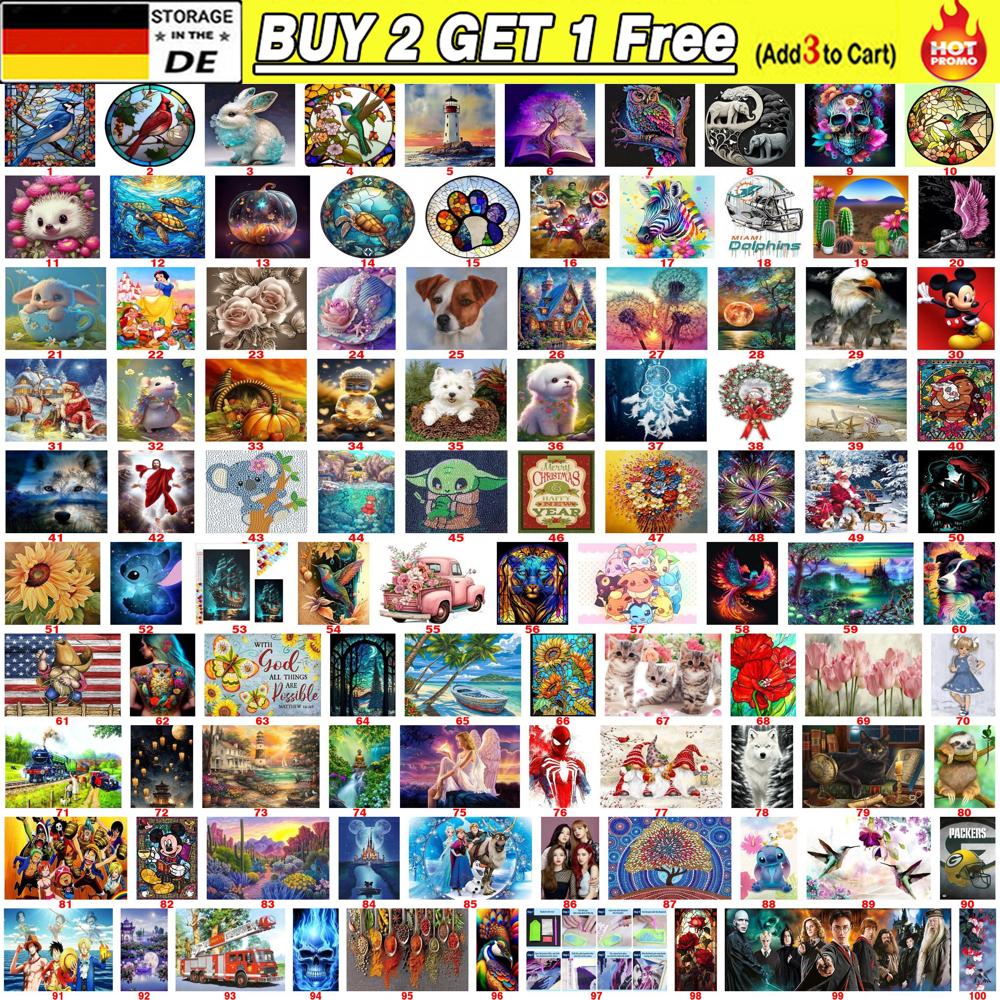 STORAGE
IN THE
DE
BUY 2 GET 1 Free
(Add 3 to Cart)
HOT
PROMO
1 2 3 4 5 6 7 8 9 10
MIAMI
Dolphins
11 12 13 14 15 16 17 18 19 20
21 22 23 24 25 26 27 28 29 30
31 32 33 34 35 36 37 38 39 40
Merry
CHRISTMAS
&
HAPPY
NEW
YEAR
41 42 43 44 45 46 47 48 49 50
51 52 53 54 55 56 57 58 59 60
WITH
God
ALL THINGS
ARE
Possible
MATTHEW 19:26
61 62 63 64 65 66 67 68 69 70
71 72 73 74 75 76 77 78 79 80
PACKERS
G
81 82 83 84 85 86 87 88 89 90
91 92 93 94 95 96 97 98 99 100